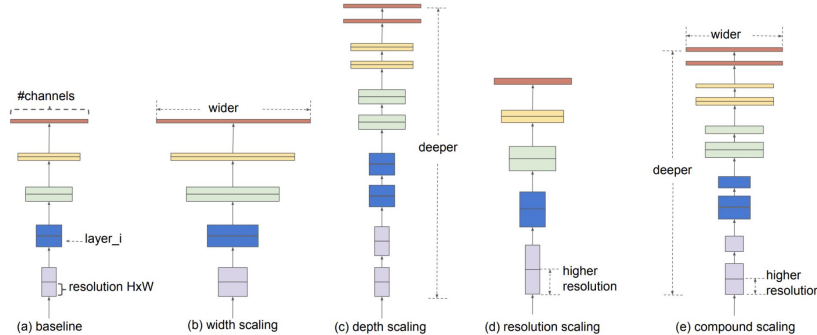 #channels
layer_i
resolution HxW
(a) baseline
wider
(b) width scaling
deeper
(c) depth scaling
higher
resolution
(d) resolution scaling
wider
deeper
higher
resolution
(e) compound scaling